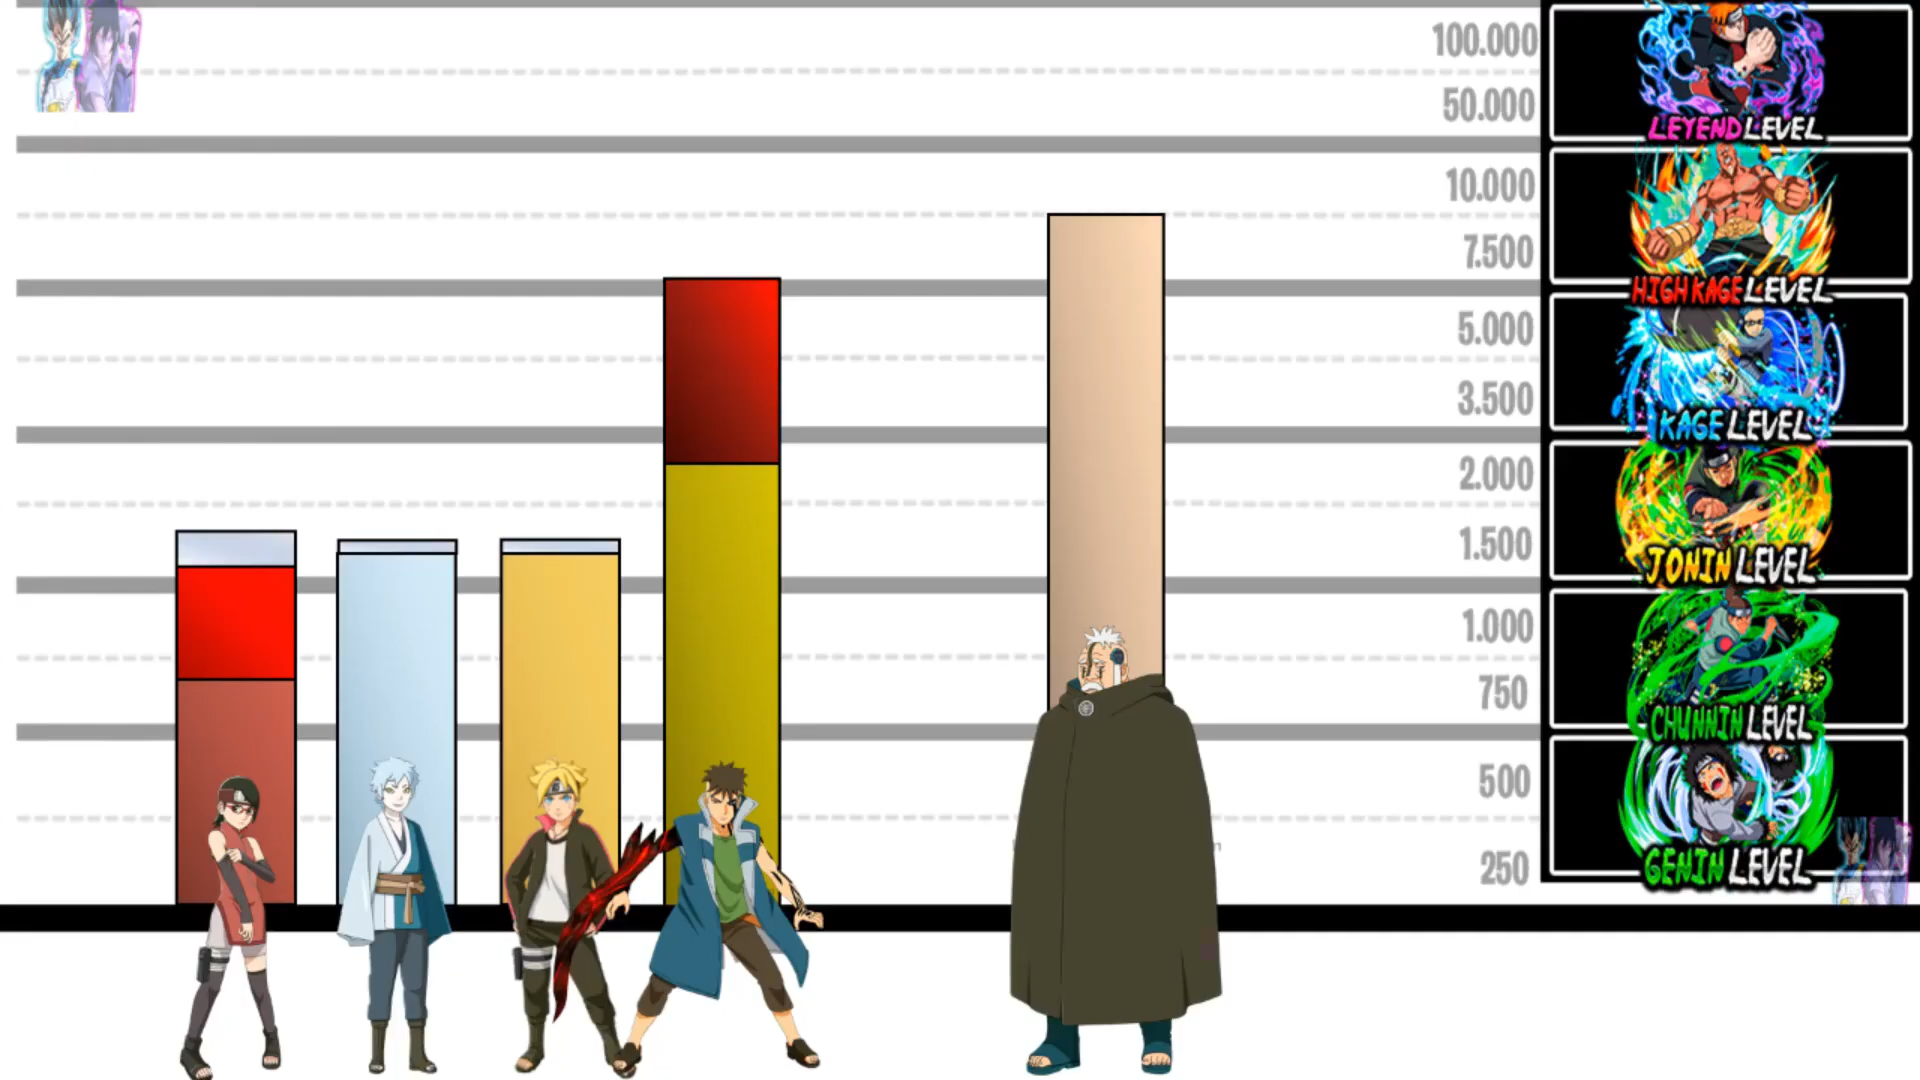 100.000
50.000
LEYEND LEVEL
10.000
7.500
HIGH KAGE LEVEL
5.000
3.500
KAGE LEVEL
2.000
1.500
JONIN LEVEL
1.000
750
CHUNNIN LEVEL
500
250
GENIN LEVEL